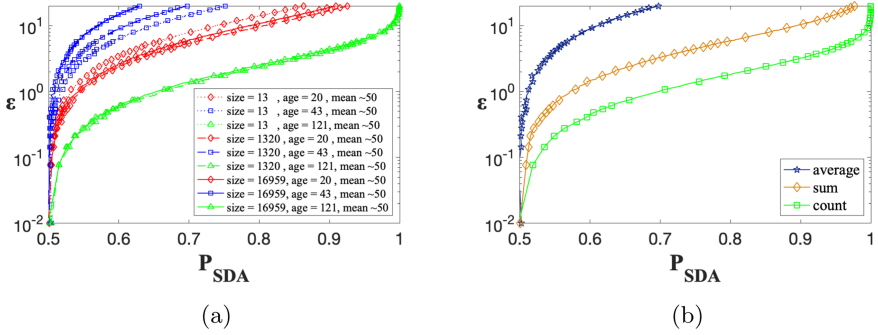 10^1
10^0
10^-1
10^-2
ε
size = 13 , age = 20, mean ~50
size = 13 , age = 43 , mean ~50
size = 13 , age = 121, mean ~50
size = 1320, age = 20, mean ~50
size = 1320, age = 43 , mean ~50
size = 1320, age = 121, mean ~50
size = 16959, age = 20, mean ~50
size = 16959, age = 43, mean ~50
size = 16959, age = 121, mean ~50
0.5 0.6 0.7 0.8 0.9 1
P_SDA
(a)
10^1
10^0
10^-1
10^-2
ε
average
sum
count
0.5 0.6 0.7 0.8 0.9 1
P_SDA
(b)